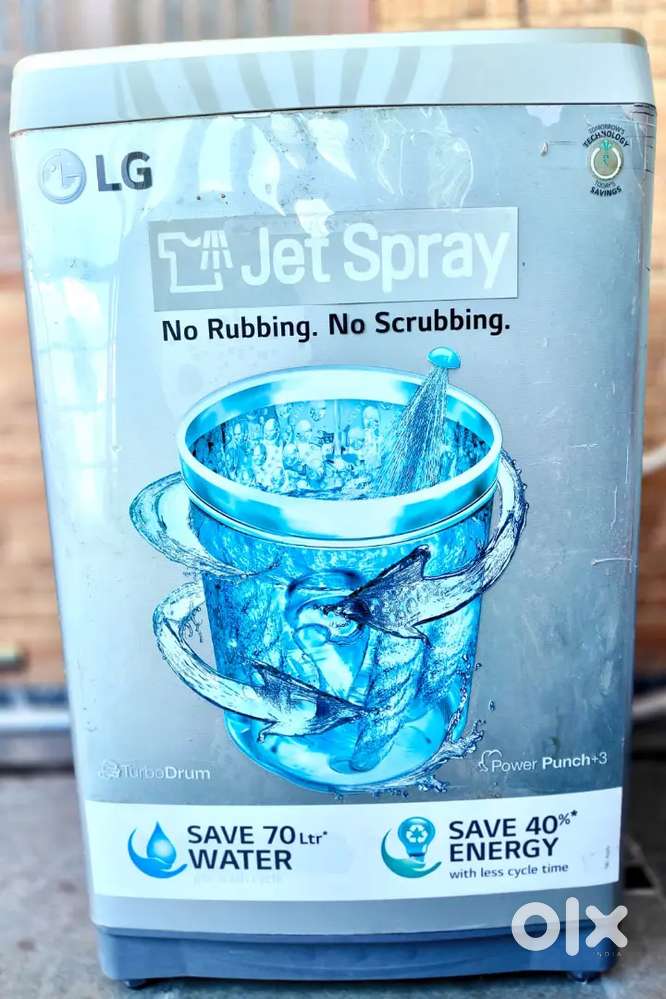 LG
TOMORROW'S
TECHNOLOGY
TODAY'S
SAVINGS
Jet Spray
No Rubbing. No Scrubbing.
TurboDrum
Power Punch+3
SAVE 70 Ltr*
WATER
SAVE 40%*
ENERGY
with less cycle time
olx
INDIA